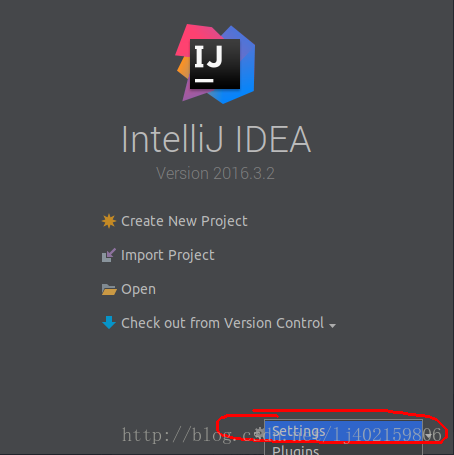 IJ
IntelliJ IDEA
Version 2016.3.2
Create New Project
Import Project
Open
Check out from Version Control
Settings
http://blog.csdn.net/lj402159806
Plugins